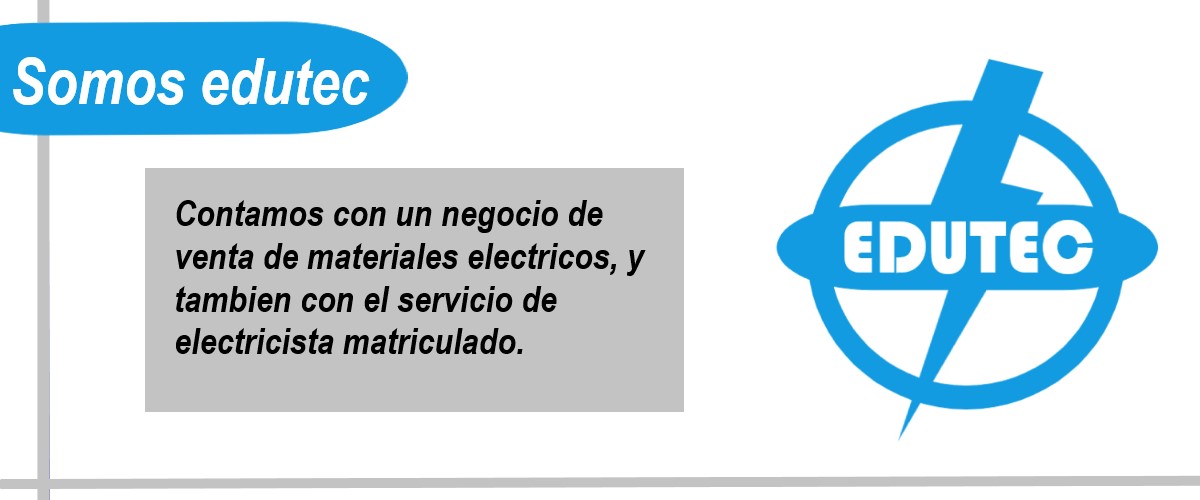 Somos edutec
Contamos con un negocio de
venta de materiales electricos, y
tambien con el servicio de
electricista matriculado.
EDUTEC